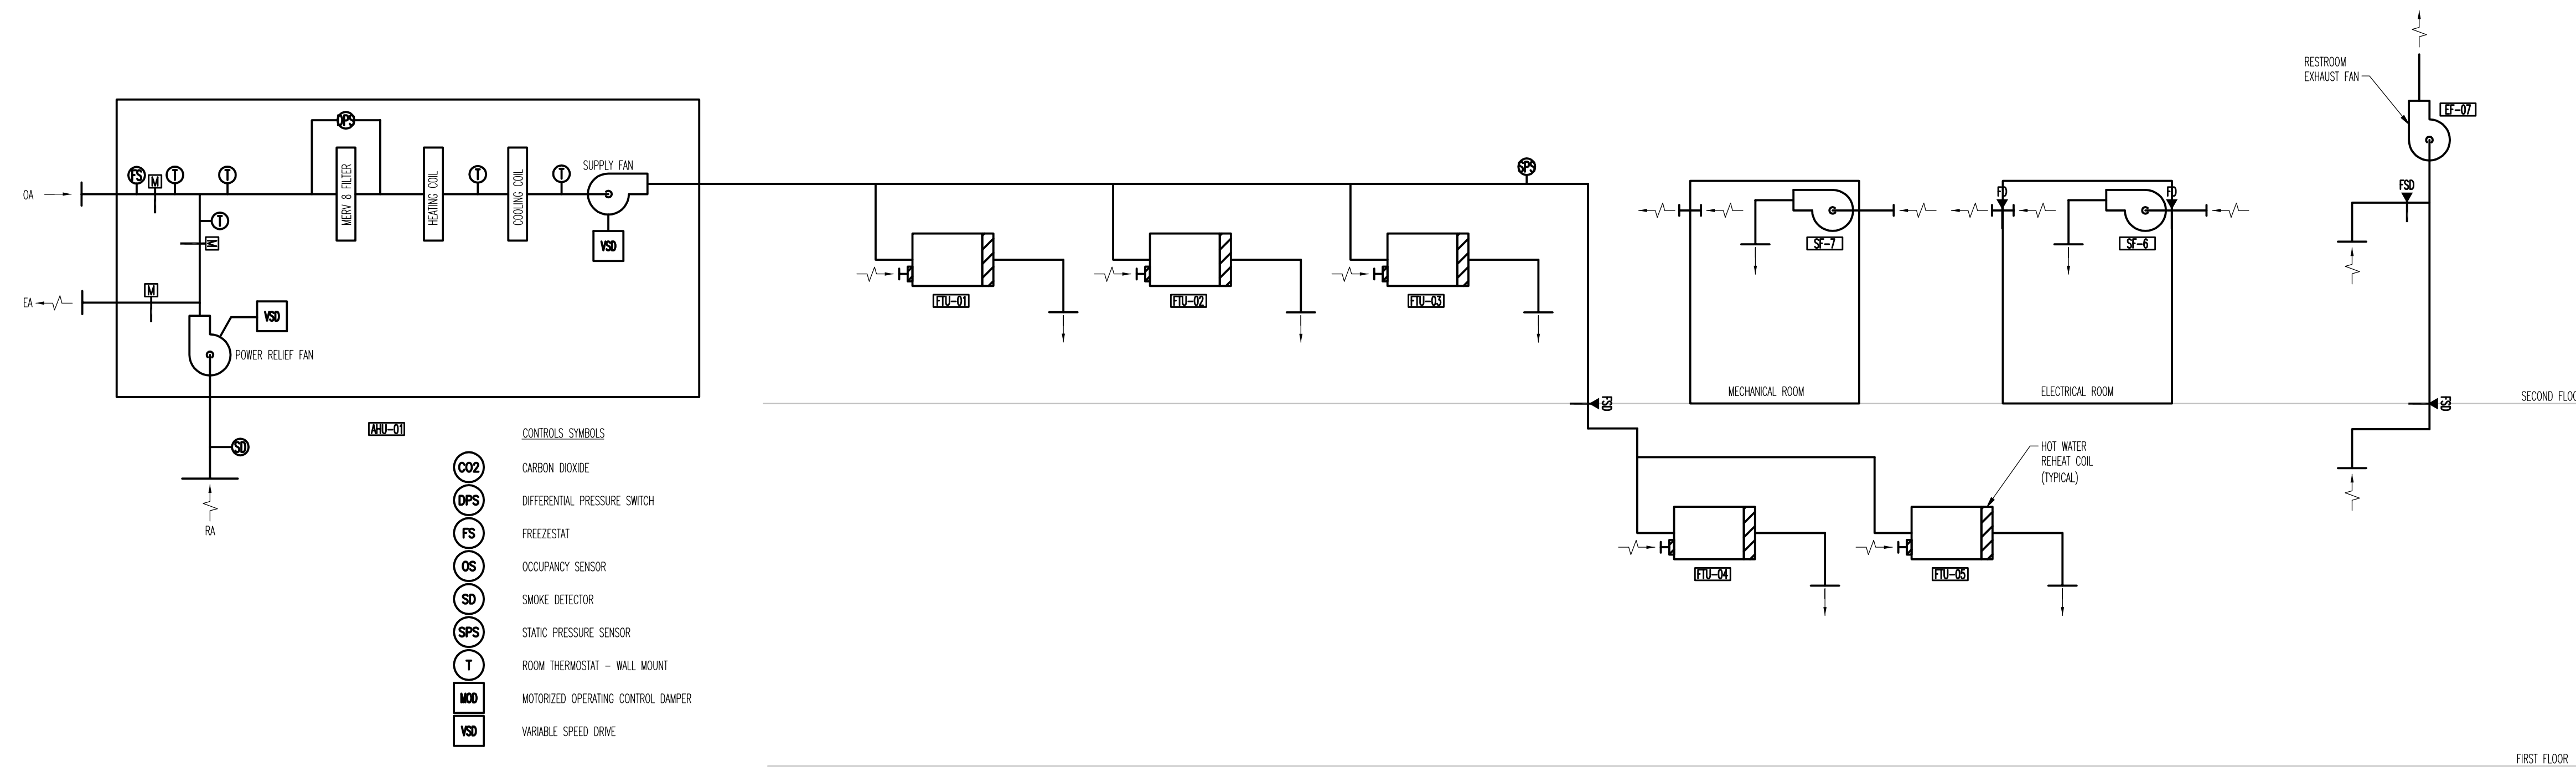 RESTROOM
EXHAUST FAN
EF-07
DPS
SUPPLY FAN
FS
M
T
T
MERV 8 FILTER
HEATING COIL
T
COOLING COIL
T
SPS
OA
FD
FD
FSD
T
M
VSD
SF-7
SF-6
EA
M
VSD
FTU-01
FTU-02
FTU-03
POWER RELIEF FAN
MECHANICAL ROOM
ELECTRICAL ROOM
SECOND FLOO
FSD
FSD
AHU-01
SD
RA
CONTROLS SYMBOLS
CO2 CARBON DIOXIDE
DPS DIFFERENTIAL PRESSURE SWITCH
FS FREEZESTAT
OS OCCUPANCY SENSOR
SD SMOKE DETECTOR
SPS STATIC PRESSURE SENSOR
T ROOM THERMOSTAT - WALL MOUNT
MOD MOTORIZED OPERATING CONTROL DAMPER
VSD VARIABLE SPEED DRIVE
HOT WATER
REHEAT COIL
(TYPICAL)
FTU-04
FTU-05
FIRST FLOOR